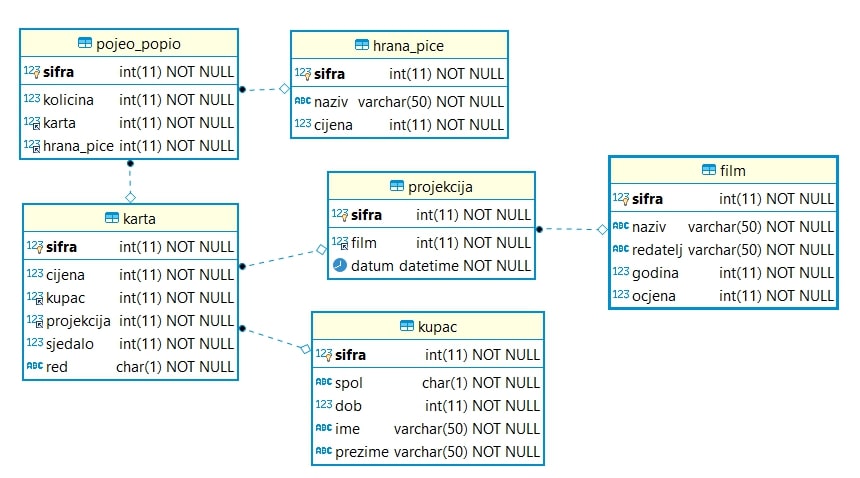 pojeo_popio
123 sifra int(11) NOT NULL
123 kolicina int(11) NOT NULL
123 karta int(11) NOT NULL
123 hrana_pice int(11) NOT NULL
hrana_pice
123 sifra int(11) NOT NULL
ABC naziv varchar(50) NOT NULL
123 cijena int(11) NOT NULL
projekcija
123 sifra int(11) NOT NULL
123 film int(11) NOT NULL
datum datetime NOT NULL
film
123 sifra int(11) NOT NULL
ABC naziv varchar(50) NOT NULL
ABC redatelj varchar(50) NOT NULL
123 godina int(11) NOT NULL
123 ocjena int(11) NOT NULL
karta
123 sifra int(11) NOT NULL
123 cijena int(11) NOT NULL
123 kupac int(11) NOT NULL
123 projekcija int(11) NOT NULL
123 sjedalo int(11) NOT NULL
ABC red char(1) NOT NULL
kupac
123 sifra int(11) NOT NULL
ABC spol char(1) NOT NULL
123 dob int(11) NOT NULL
ABC ime varchar(50) NOT NULL
ABC prezime varchar(50) NOT NULL